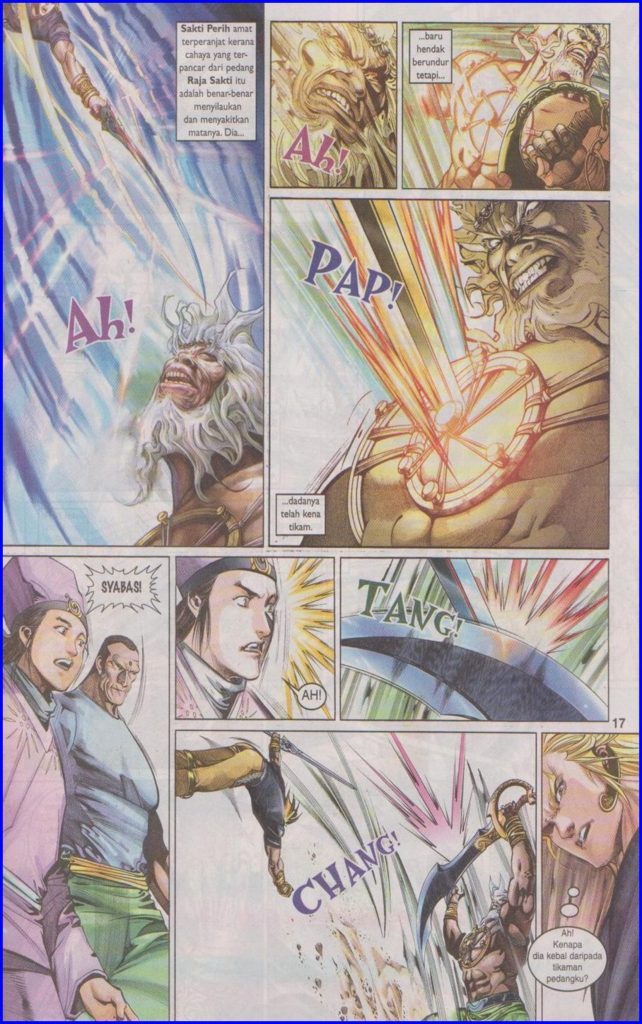 Sakti Perih amat
terperanjat kerana
cahaya yang ter-
pancar dari pedang
Raja Sakti itu
adalah benar-benar
menyilaukan
dan menyakitkan
matanya. Dia...
Ah!
Ah!
...baru
hendak
berundur
tetapi...
PAP!
...dadanya
telah kena
tikam.
SYABAS!
AH!
TANG!
17
CHANG!
Ah!
Kenapa
dia kebal daripada
tikaman
pedangku?